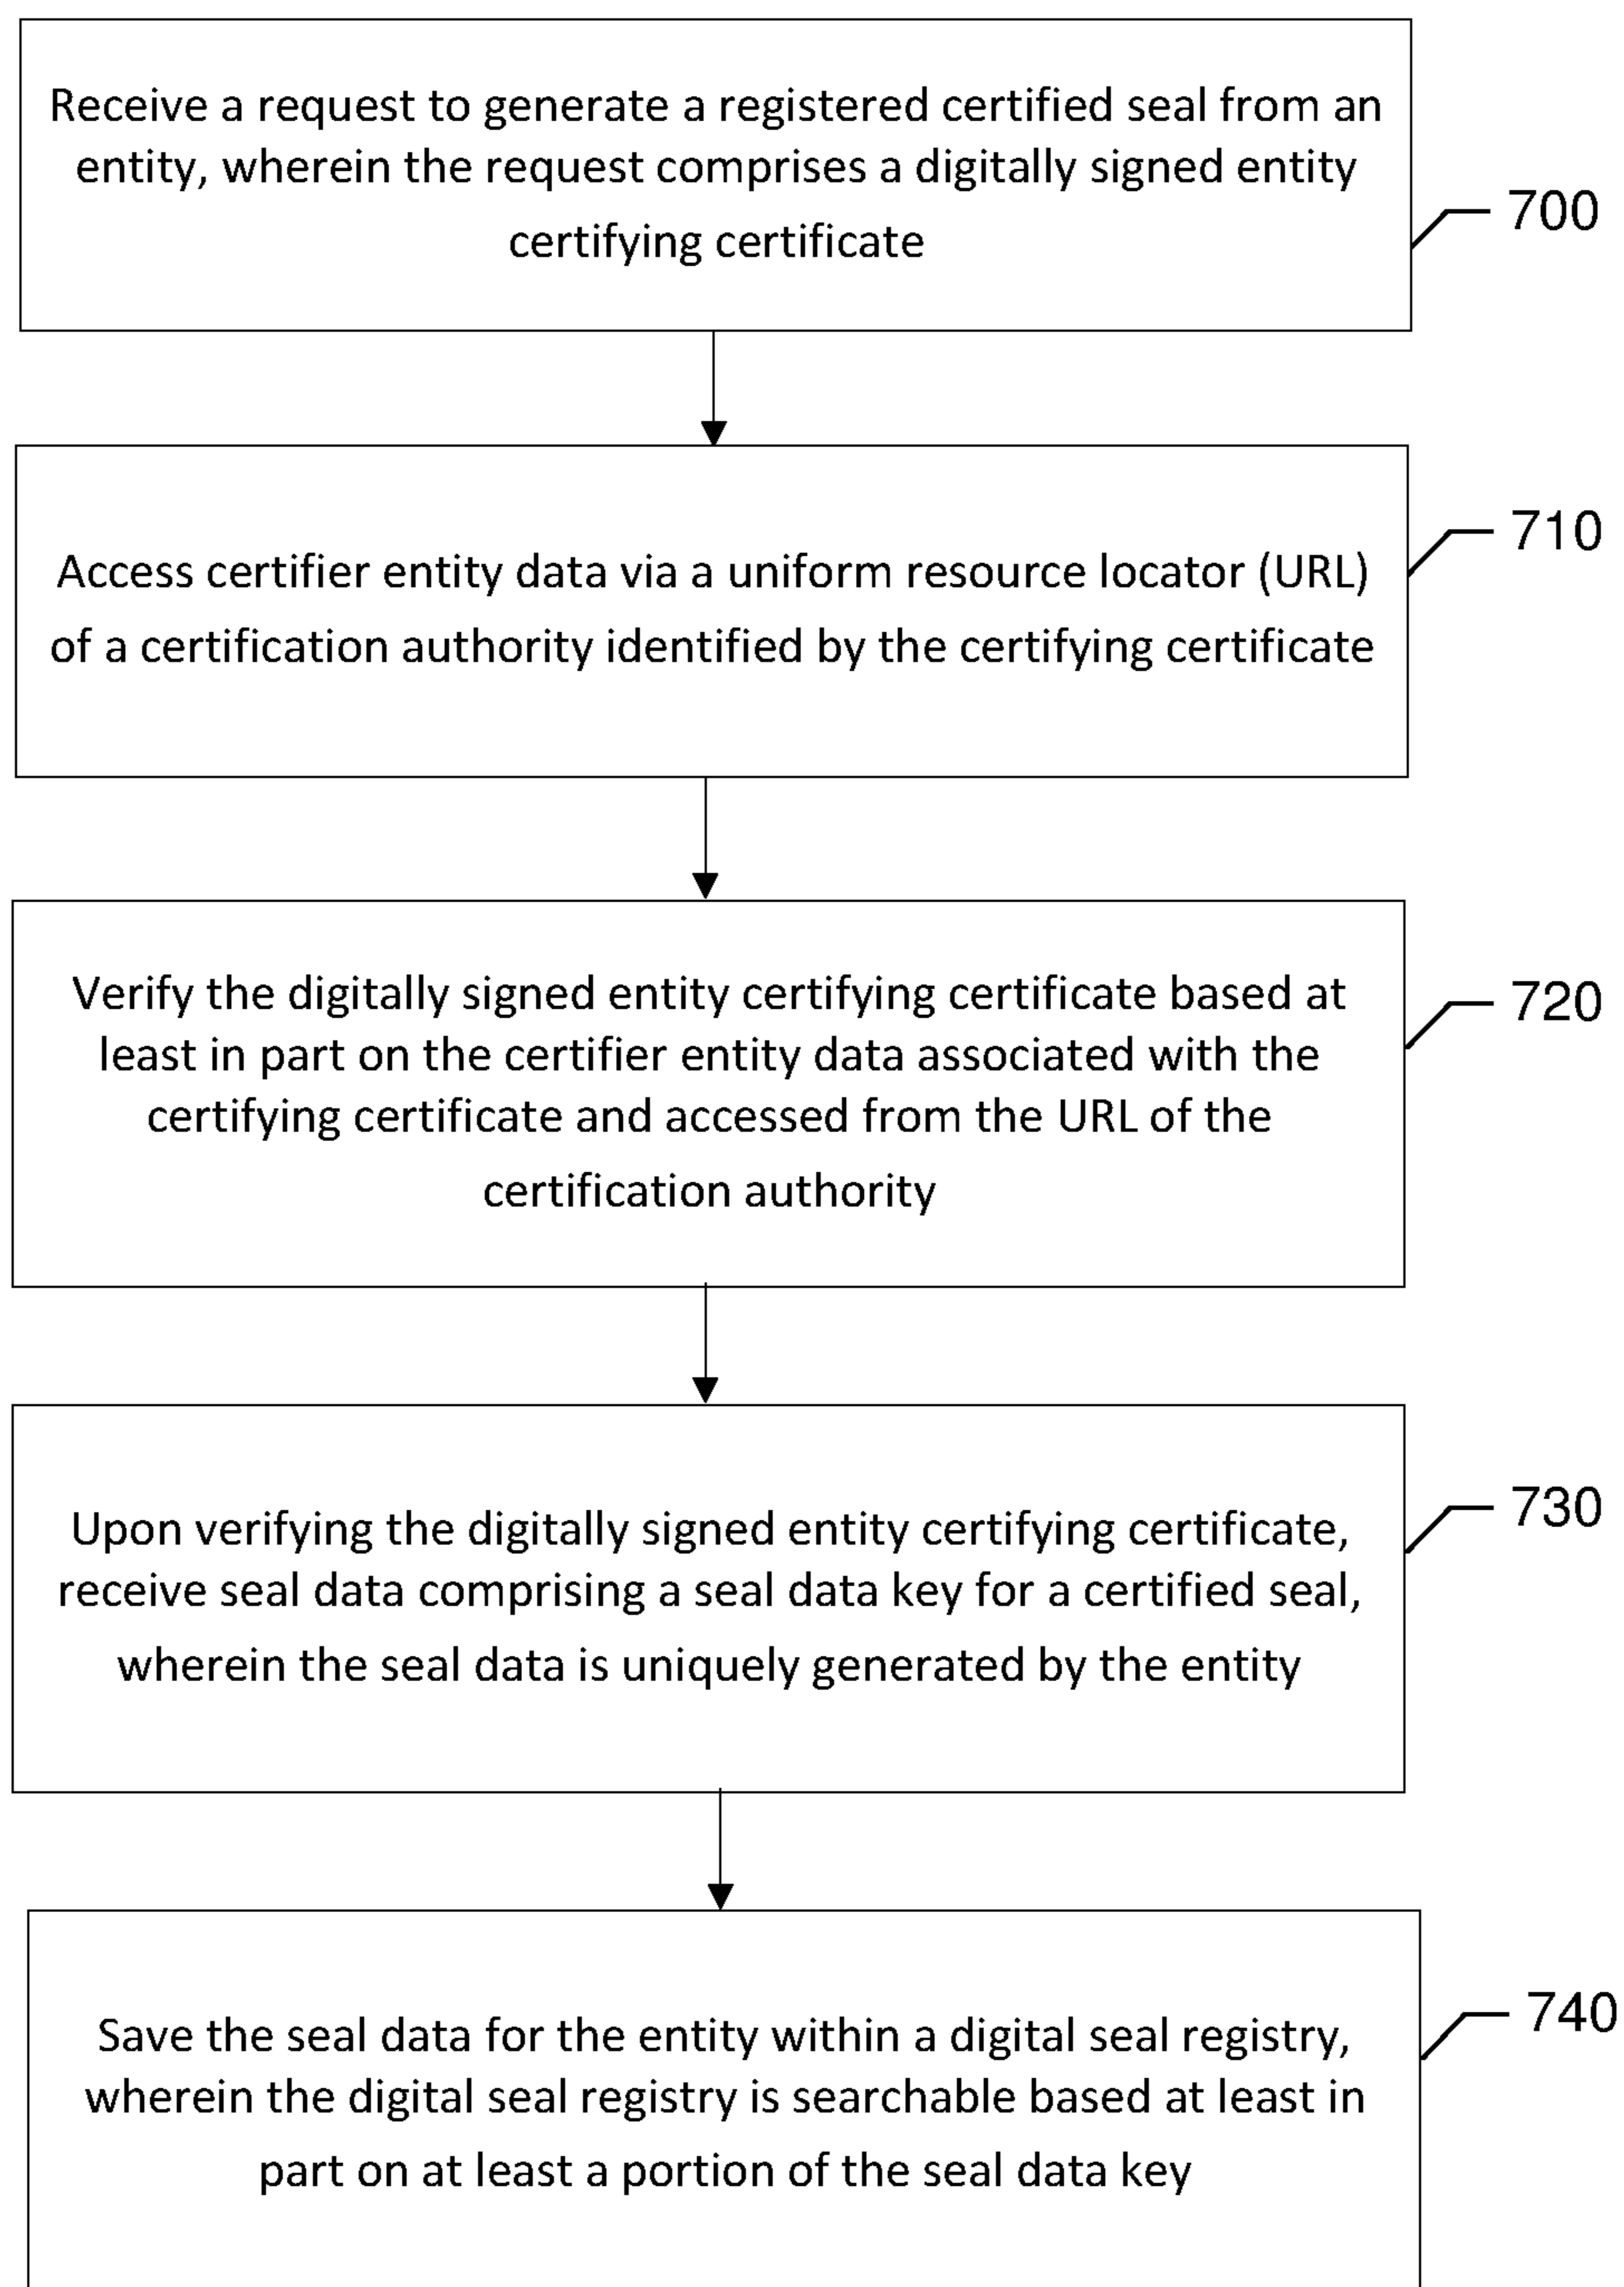 Receive a request to generate a registered certified seal from an
entity, wherein the request comprises a digitally signed entity
certifying certificate
700
Access certifier entity data via a uniform resource locator (URL)
of a certification authority identified by the certifying certificate
710
Verify the digitally signed entity certifying certificate based at
least in part on the certifier entity data associated with the
certifying certificate and accessed from the URL of the
certification authority
720
Upon verifying the digitally signed entity certifying certificate,
receive seal data comprising a seal data key for a certified seal,
wherein the seal data is uniquely generated by the entity
730
Save the seal data for the entity within a digital seal registry,
wherein the digital seal registry is searchable based at least in
part on at least a portion of the seal data key
740